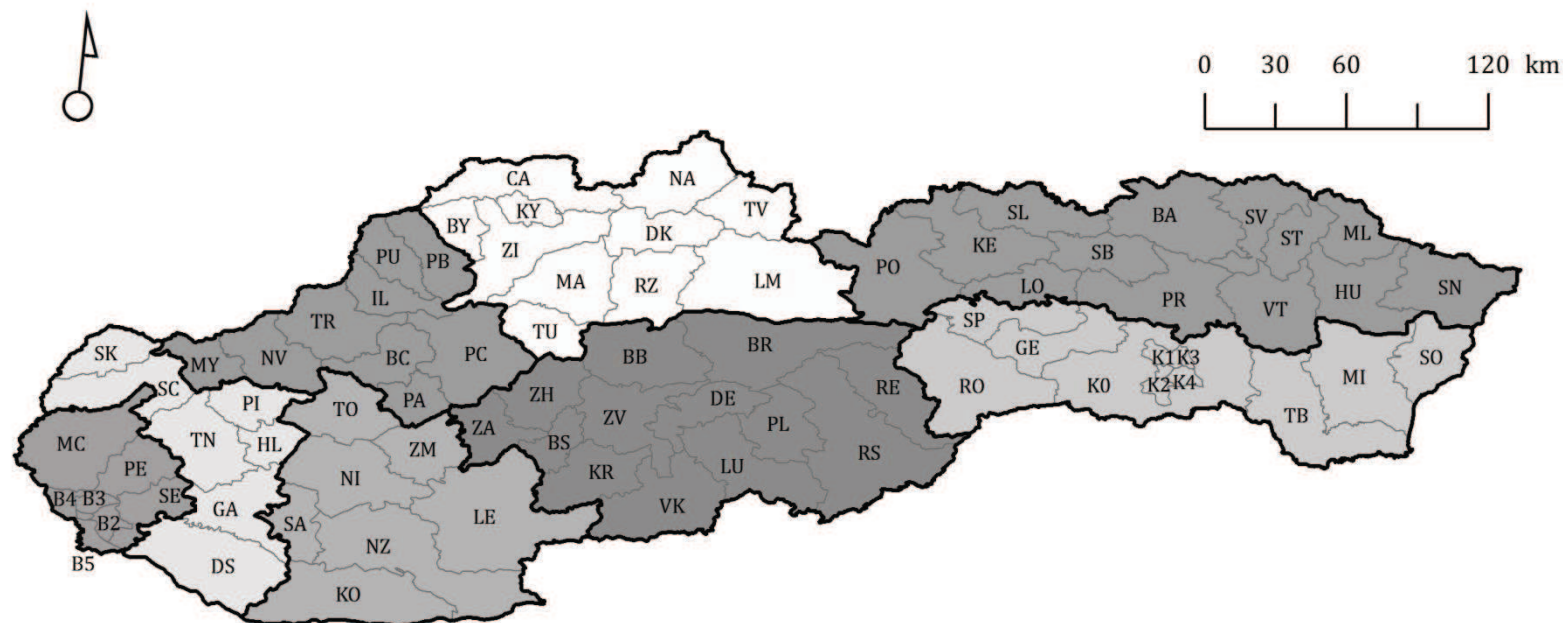 0 30 60 120 km
CA
NA
KY
TV
BY
ZI
DK
SL
BA
SV
ST
ML
PU
PB
KE
SB
PO
MA
RZ
LM
LO
PR
HU
SN
IL
VT
TR
TU
SP
SK
MY
NV
BC
PC
BB
BR
GE
K1
K3
SO
SC
PI
PA
ZH
DE
RE
RO
K0
K2
K4
MI
TO
ZA
ZV
PL
TB
MC
TN
HL
ZM
BS
PE
NI
KR
LU
RS
B4
B3
SE
GA
VK
B2
SA
LE
NZ
B5
DS
KO